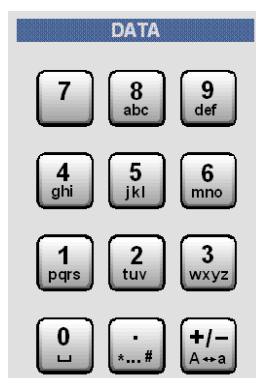 DATA
7 8 9
abc def
4 5 6
ghi jkl mno
1 2 3
pqrs tuv wxyz
0 . +/−
␣ *...# A↔a